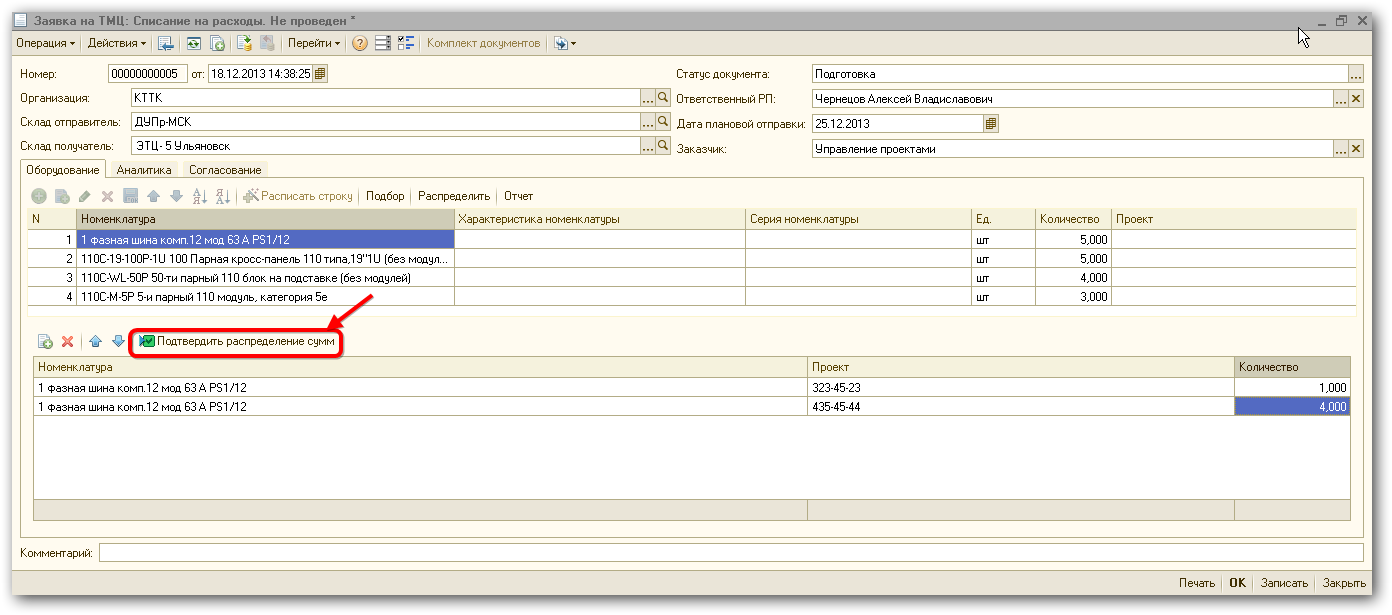 Заявка на ТМЦ: Списание на расходы. Не проведен *
Операция Действия Перейти Комплект документов
Номер: 00000000005 от: 18.12.2013 14:38:25 Статус документа: Подготовка
Организация: КТТК Ответственный РП: Чернецов Алексей Владиславович
Склад отправитель: ДУПр-МСК Дата плановой отправки: 25.12.2013
Склад получатель: ЭТЦ- 5 Ульяновск Заказчик: Управление проектами
Оборудование Аналитика Согласование
Расписать строку Подбор Распределить Отчет
N Номенклатура Характеристика номенклатуры Серия номенклатуры Ед. Количество Проект
1 1 фазная шина комп.12 мод 63 А PS1/12 шт 5,000
2 110C-19-100P-1U 100 Парная кросс-панель 110 типа,19"1U (без модул... шт 5,000
3 110C-WL-50P 50-ти парный 110 блок на подставке (без модулей) шт 4,000
4 110C-M-5P 5-и парный 110 модуль, категория 5е шт 3,000
Подтвердить распределение сумм
Номенклатура Проект Количество
1 фазная шина комп.12 мод 63 А PS1/12 323-45-23 1,000
1 фазная шина комп.12 мод 63 А PS1/12 435-45-44 4,000
Комментарий:
Печать OK Записать Закрыть